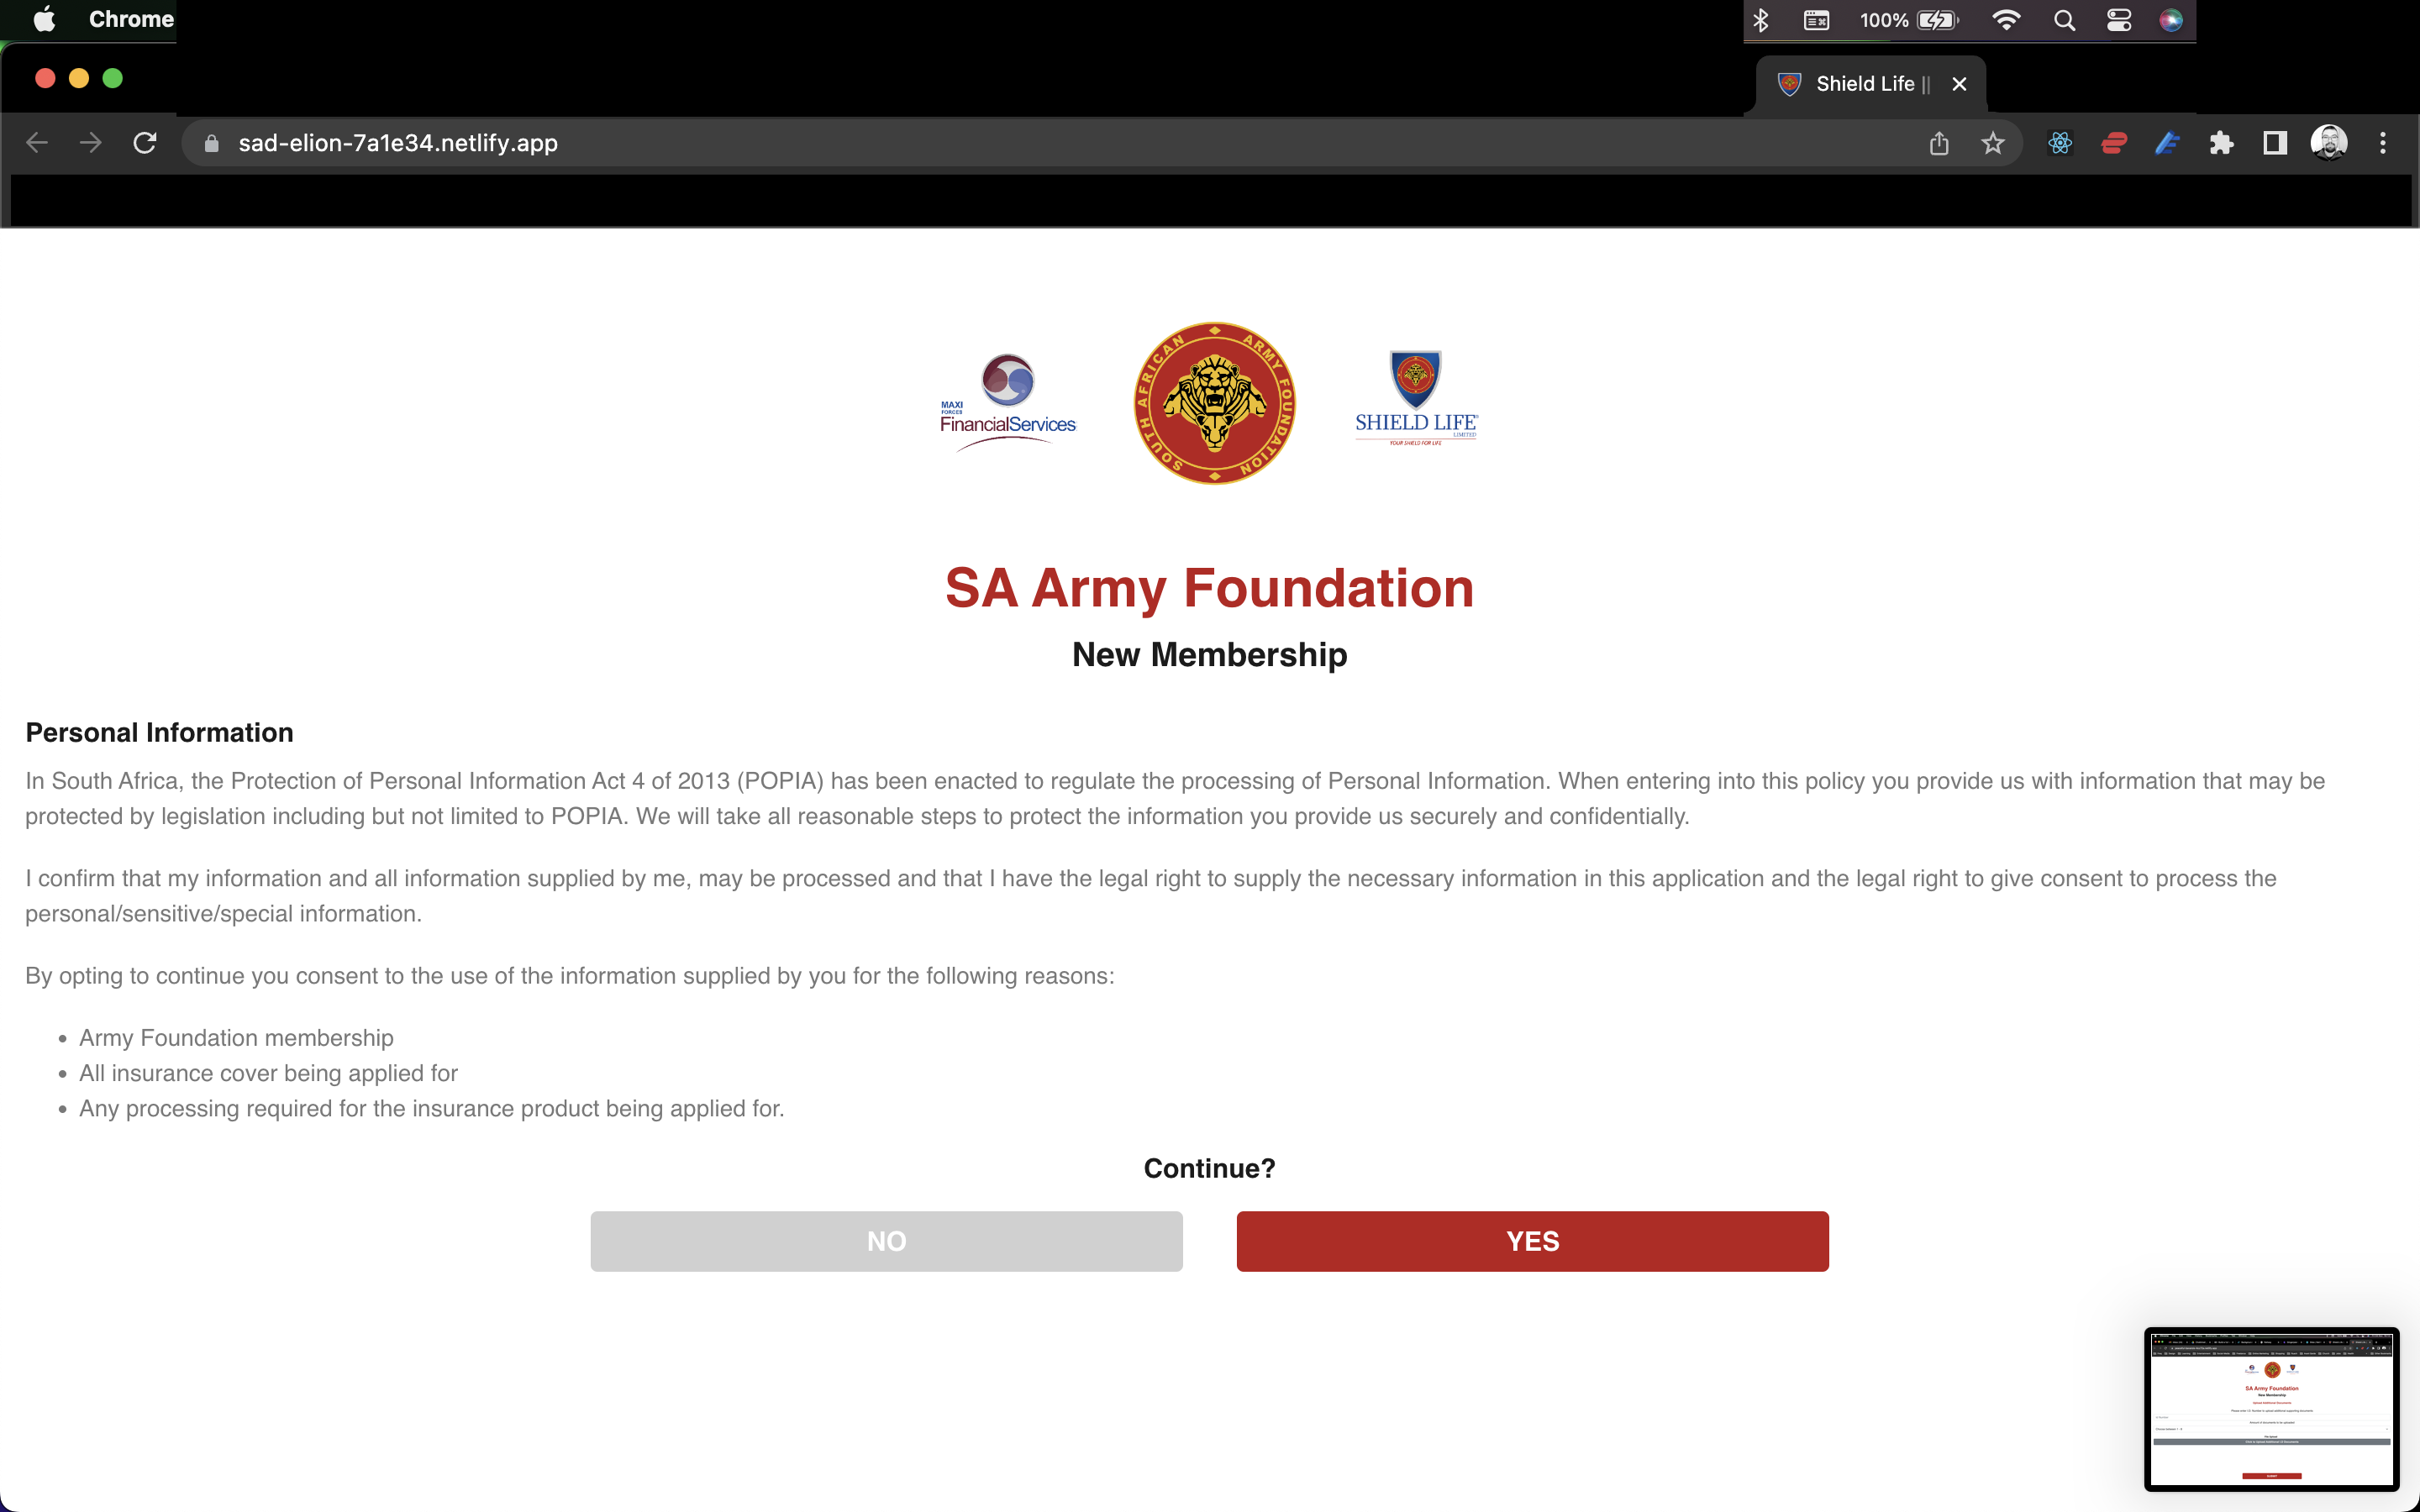 Chrome
100%
Shield Life ||
sad-elion-7a1e34.netlify.app
MAXI
FORCES
FinancialServices
SOUTH AFRICAN ARMY FOUNDATION
SHIELD LIFE
LIMITED
YOUR SHIELD FOR LIFE
SA Army Foundation
New Membership
Personal Information
In South Africa, the Protection of Personal Information Act 4 of 2013 (POPIA) has been enacted to regulate the processing of Personal Information. When entering into this policy you provide us with information that may be
protected by legislation including but not limited to POPIA. We will take all reasonable steps to protect the information you provide us securely and confidentially.
I confirm that my information and all information supplied by me, may be processed and that I have the legal right to supply the necessary information in this application and the legal right to give consent to process the
personal/sensitive/special information.
By opting to continue you consent to the use of the information supplied by you for the following reasons:
• Army Foundation membership
• All insurance cover being applied for
• Any processing required for the insurance product being applied for.
Continue?
NO
YES
SA Army Foundation
New Membership